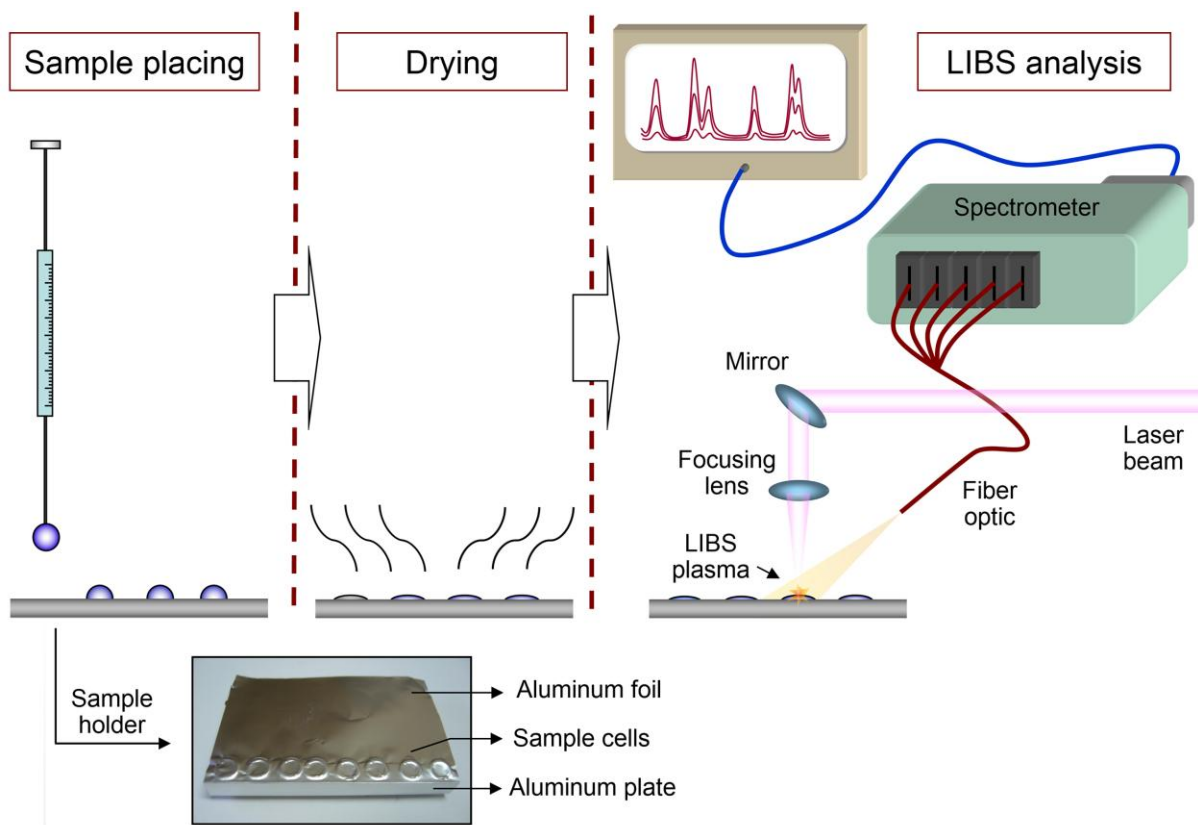 Sample placing
Drying
LIBS analysis
Spectrometer
Mirror
Laser
beam
Focusing
lens
Fiber
optic
LIBS
plasma
Sample
holder
Aluminum foil
Sample cells
Aluminum plate